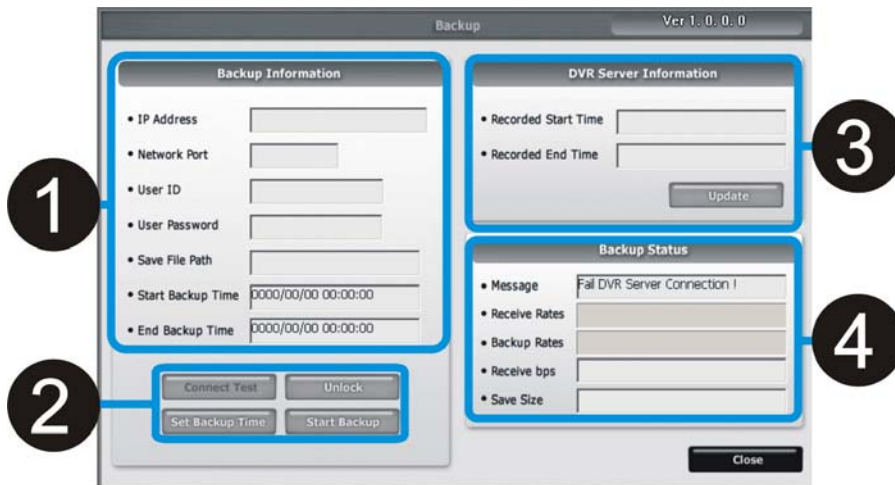 Backup
Ver 1. 0. 0. 0
1
Backup Information
• IP Address
• Network Port
• User ID
• User Password
• Save File Path
• Start Backup Time 0000/00/00 00:00:00
• End Backup Time 0000/00/00 00:00:00
2
Connect Test
Unlock
Set Backup Time
Start Backup
3
DVR Server Information
• Recorded Start Time
• Recorded End Time
Update
4
Backup Status
• Message Fail DVR Server Connection !
• Receive Rates
• Backup Rates
• Receive bps
• Save Size
Close